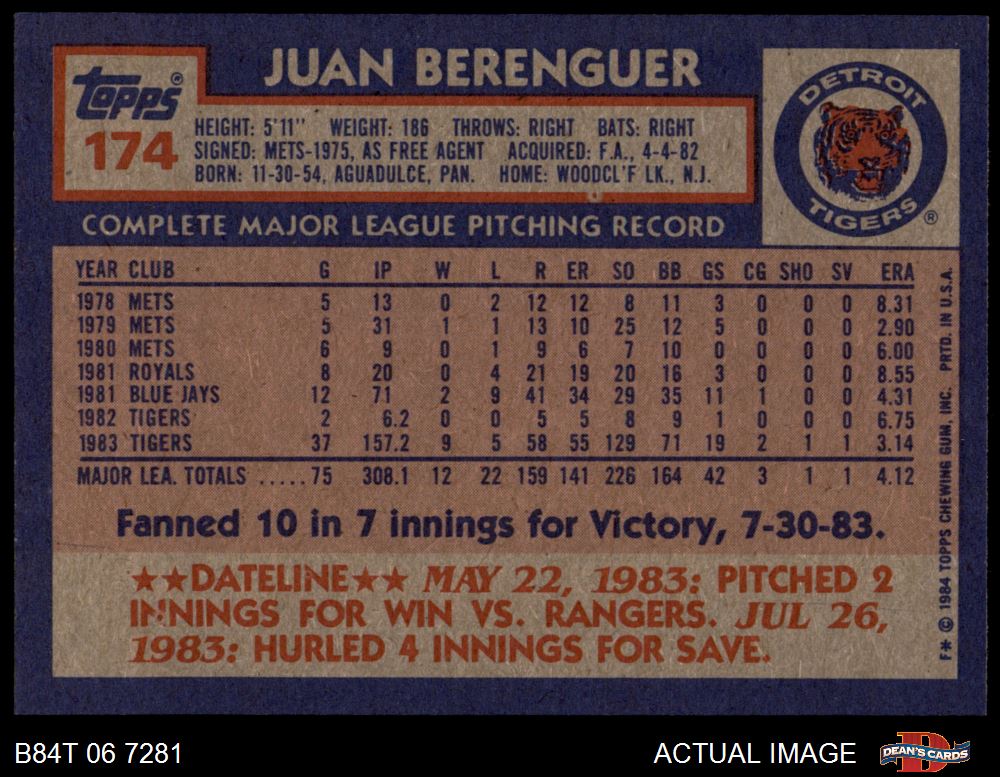 JUAN BERENGUER
topps®
174
HEIGHT: 5'11" WEIGHT: 186 THROWS: RIGHT BATS: RIGHT
SIGNED: METS-1975, AS FREE AGENT ACQUIRED: F.A., 4-4-82
BORN: 11-30-54, AGUADULCE, PAN. HOME: WOODCL'F LK., N.J.
DETROIT
TIGERS®
COMPLETE MAJOR LEAGUE PITCHING RECORD
YEAR CLUB G IP W L R ER SO BB GS CG SHO SV ERA
1978 METS 5 13 0 2 12 12 8 11 3 0 0 0 8.31
1979 METS 5 31 1 1 13 10 25 12 5 0 0 0 2.90
1980 METS 6 9 0 1 9 6 7 10 0 0 0 0 6.00
1981 ROYALS 8 20 0 4 21 19 20 16 3 0 0 0 8.55
1981 BLUE JAYS 12 71 2 9 41 34 29 35 11 1 0 0 4.31
1982 TIGERS 2 6.2 0 0 5 5 8 9 1 0 0 0 6.75
1983 TIGERS 37 157.2 9 5 58 55 129 71 19 2 1 1 3.14
MAJOR LEA. TOTALS .....75 308.1 12 22 159 141 226 164 42 3 1 1 4.12
Fanned 10 in 7 innings for Victory, 7-30-83.
★★DATELINE★★ MAY 22, 1983: PITCHED 2
INNINGS FOR WIN VS. RANGERS. JUL 26,
1983: HURLED 4 INNINGS FOR SAVE.
F* © 1984 TOPPS CHEWING GUM, INC. PRTD. IN U.S.A.
B84T 06 7281
ACTUAL IMAGE
DEAN'S CARDS